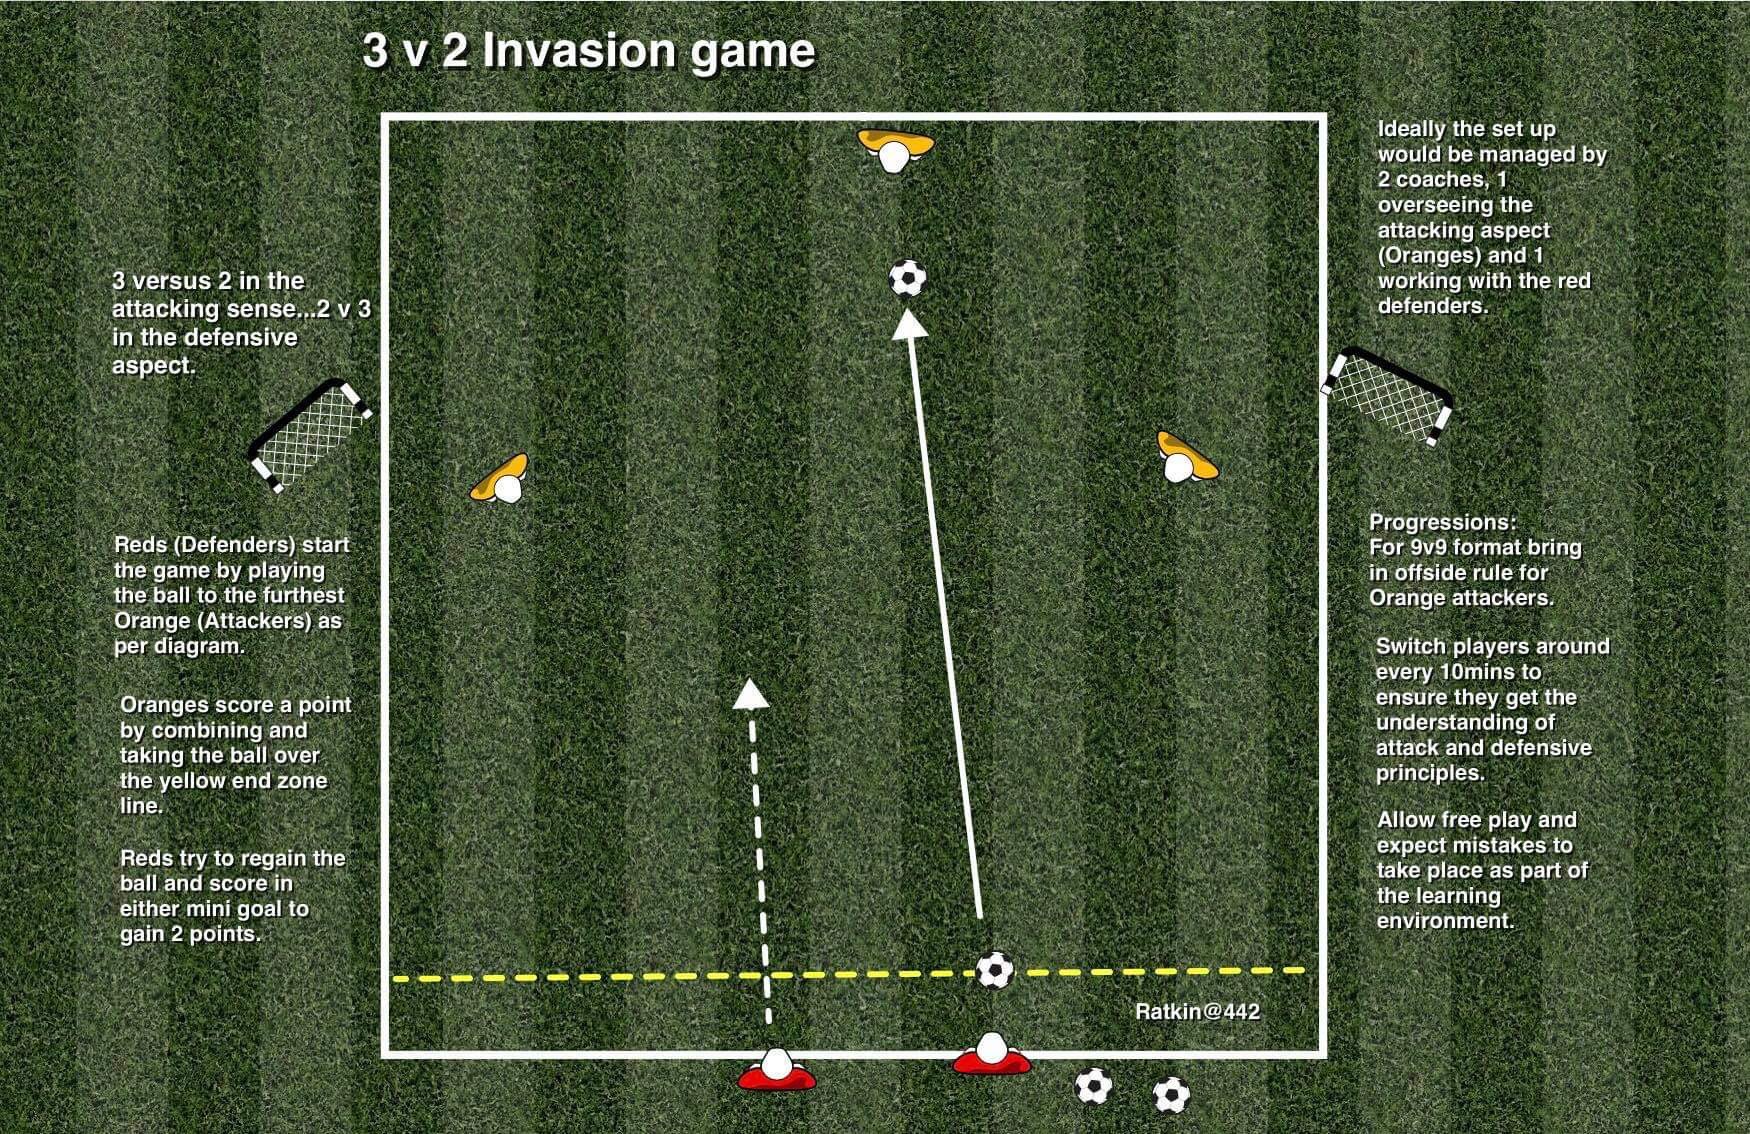 3 v 2 Invasion game
3 versus 2 in the
attacking sense...2 v 3
in the defensive
aspect.
Reds (Defenders) start
the game by playing
the ball to the furthest
Orange (Attackers) as
per diagram.
Oranges score a point
by combining and
taking the ball over
the yellow end zone
line.
Reds try to regain the
ball and score in
either mini goal to
gain 2 points.
Ideally the set up
would be managed by
2 coaches, 1
overseeing the
attacking aspect
(Oranges) and 1
working with the red
defenders.
Progressions:
For 9v9 format bring
in offside rule for
Orange attackers.
Switch players around
every 10mins to
ensure they get the
understanding of
attack and defensive
principles.
Allow free play and
expect mistakes to
take place as part of
the learning
environment.
Ratkin@442